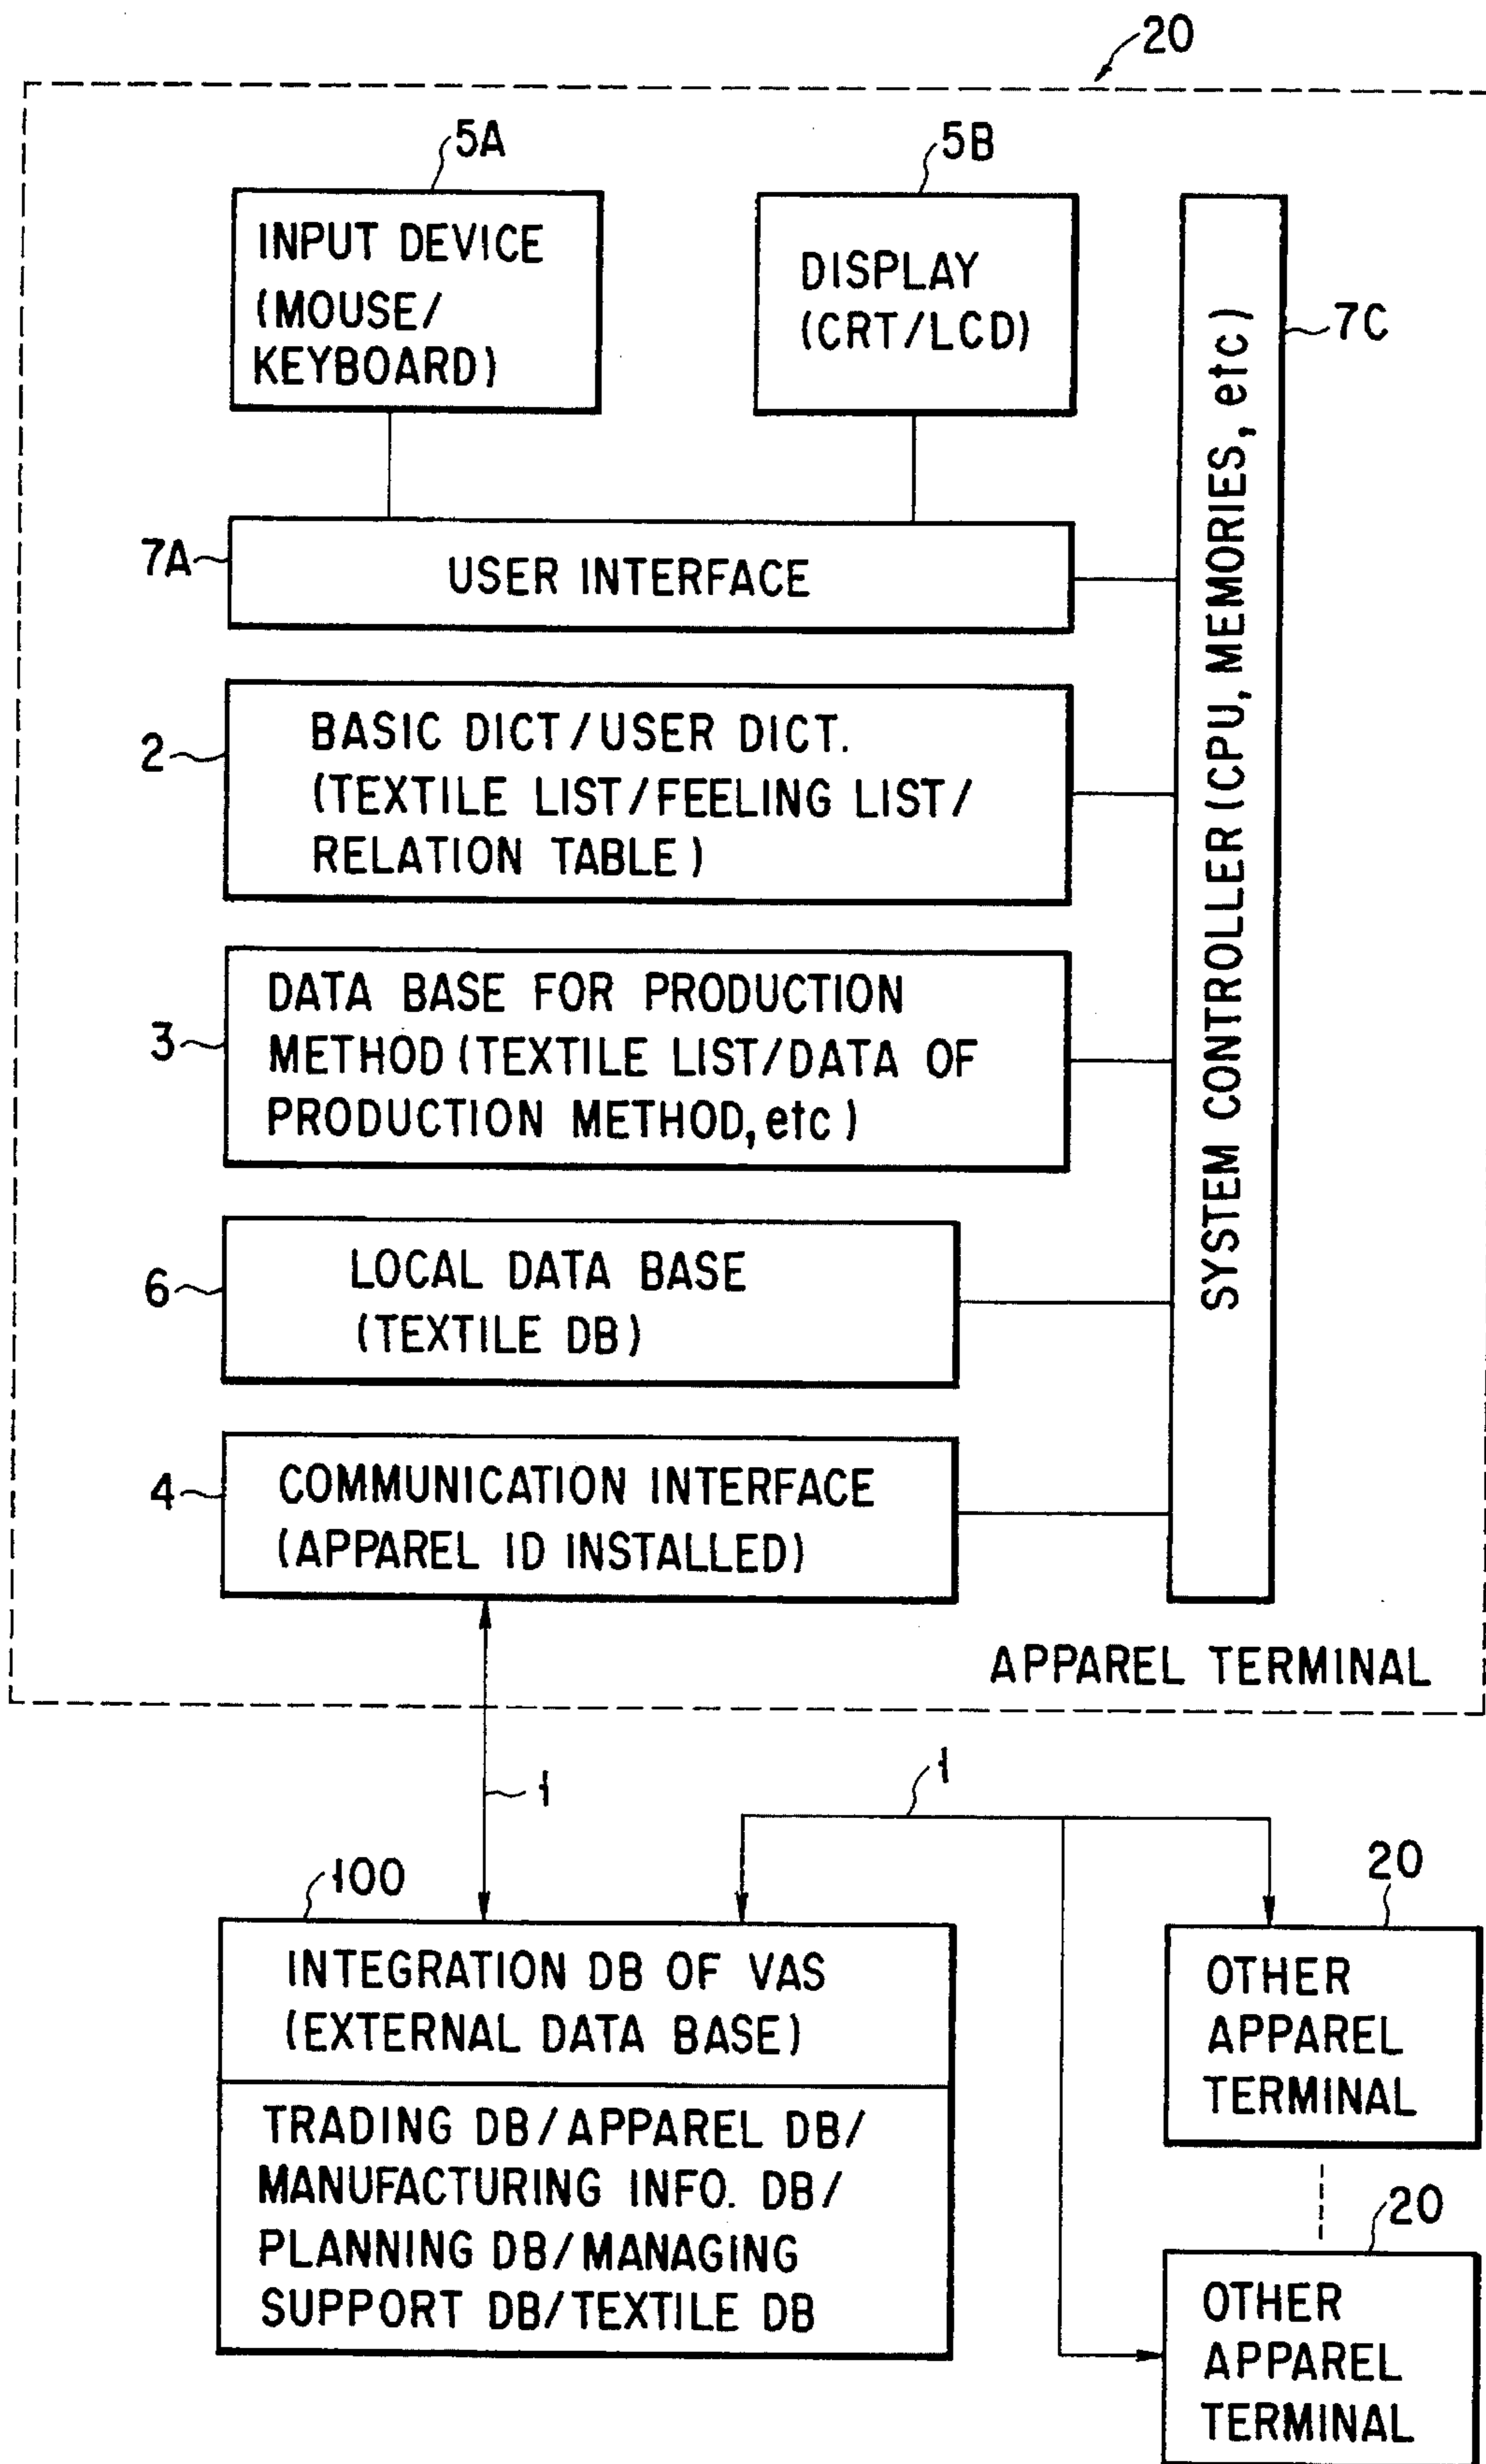 20
5A
5B
INPUT DEVICE
(MOUSE/
KEYBOARD)
DISPLAY
(CRT/LCD)
7C
SYSTEM CONTROLLER (CPU, MEMORIES, etc)
7A
USER INTERFACE
2
BASIC DICT/USER DICT.
(TEXTILE LIST/FEELING LIST/
RELATION TABLE)
3
DATA BASE FOR PRODUCTION
METHOD (TEXTILE LIST/DATA OF
PRODUCTION METHOD, etc)
6
LOCAL DATA BASE
(TEXTILE DB)
4
COMMUNICATION INTERFACE
(APPAREL ID INSTALLED)
APPAREL TERMINAL
1
1
100
INTEGRATION DB OF VAS
(EXTERNAL DATA BASE)
TRADING DB/APPAREL DB/
MANUFACTURING INFO. DB/
PLANNING DB/MANAGING
SUPPORT DB/TEXTILE DB
20
OTHER
APPAREL
TERMINAL
20
OTHER
APPAREL
TERMINAL